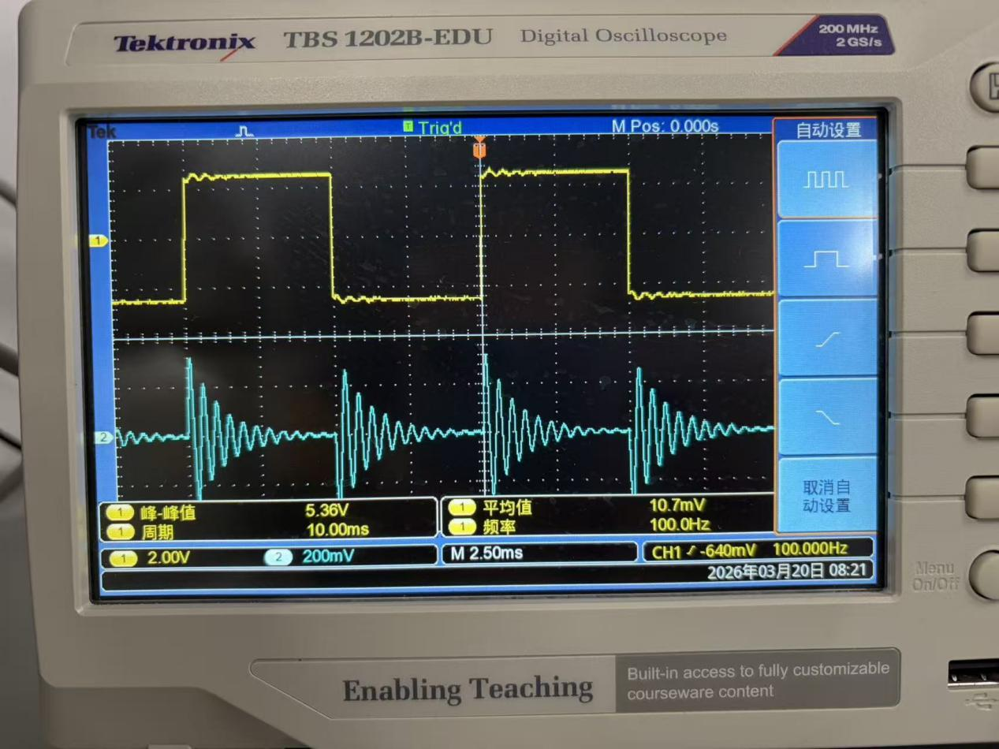 Tektronix TBS 1202B-EDU Digital Oscilloscope 200 MHz
2 GS/s
Tek T Trig'd M Pos: 0.000s 自动设置
T
1
2
1 峰-峰值 5.36V 1 平均值 10.7mV
1 周期 10.00ms 1 频率 100.0Hz
取消自
动设置
1 2.00V 2 200mV M 2.50ms CH1 -640mV 100.000Hz
2026年03月20日 08:21
Menu
On/Off
Enabling Teaching
Built-in access to fully customizable
courseware content